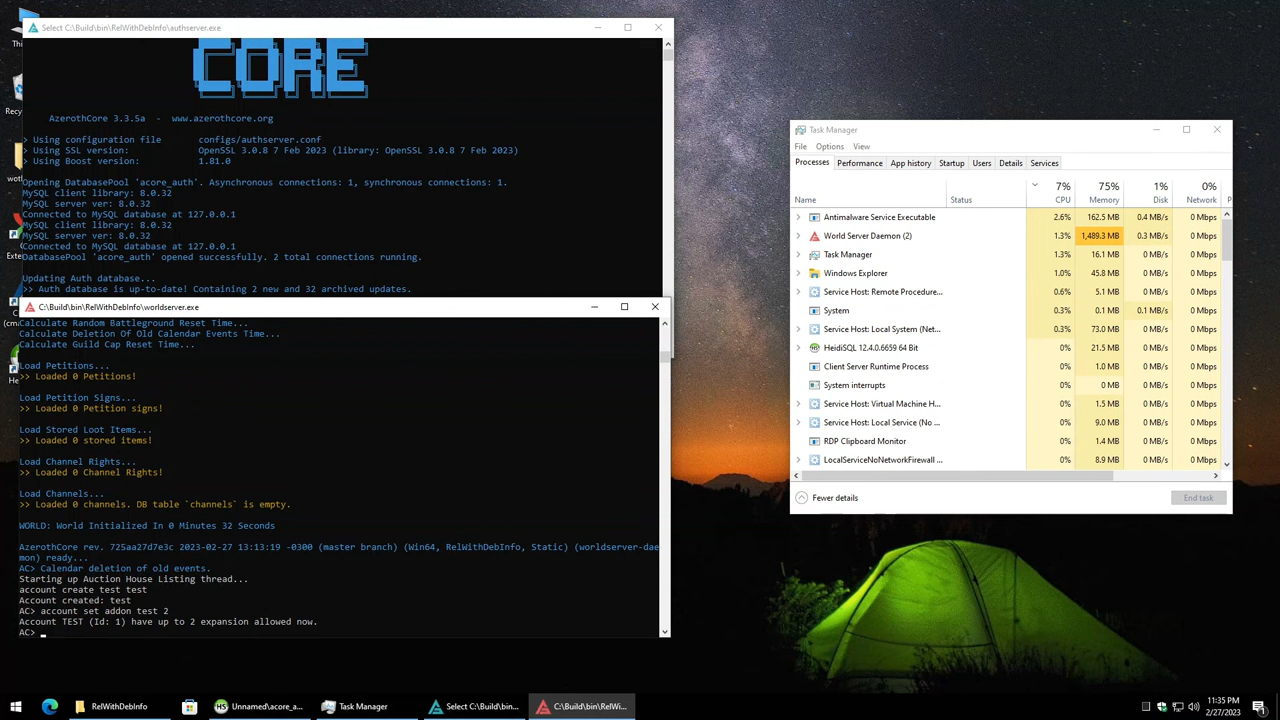 Select C:\Build\bin\RelWithDebInfo\authserver.exe
CORE
AzerothCore 3.3.5a - www.azerothcore.org
> Using configuration file configs/authserver.conf
> Using SSL version: OpenSSL 3.0.8 7 Feb 2023 (library: OpenSSL 3.0.8 7 Feb 2023)
> Using Boost version: 1.81.0
Opening DatabasePool 'acore_auth'. Asynchronous connections: 1, synchronous connections: 1.
MySQL client library: 8.0.32
MySQL server ver: 8.0.32
Connected to MySQL database at 127.0.0.1
MySQL client library: 8.0.32
MySQL server ver: 8.0.32
Connected to MySQL database at 127.0.0.1
DatabasePool 'acore_auth' opened successfully. 2 total connections running.
Updating Auth database...
>> Auth database is up-to-date! Containing 2 new and 32 archived updates.
C:\Build\bin\RelWithDebInfo\worldserver.exe
Calculate Random Battleground Reset Time...
Calculate Deletion Of Old Calendar Events Time...
Calculate Guild Cap Reset Time...
Load Petitions...
>> Loaded 0 Petitions!
Load Petition Signs...
>> Loaded 0 Petition signs!
Load Stored Loot Items...
>> Loaded 0 stored items!
Load Channel Rights...
>> Loaded 0 Channel Rights!
Load Channels...
>> Loaded 0 channels. DB table `channels` is empty.
WORLD: World Initialized In 0 Minutes 32 Seconds
AzerothCore rev. 725aa27d7e3c 2023-02-27 13:13:19 -0300 (master branch) (Win64, RelWithDebInfo, Static) (worldserver-dae
mon) ready...
AC> Calendar deletion of old events.
Starting up Auction House Listing thread...
account create test test
Account created: test
AC> account set addon test 2
Account TEST (Id: 1) have up to 2 expansion allowed now.
AC>
Task Manager
File Options View
Processes Performance App history Startup Users Details Services
7% 75% 1% 0%
Name Status CPU Memory Disk Network P
Antimalware Service Executable 2.6% 162.5 MB 0.4 MB/s 0 Mbps
World Server Daemon (2) 1.3% 1,489.3 MB 0.3 MB/s 0 Mbps
Task Manager 1.3% 16.1 MB 0 MB/s 0 Mbps
Windows Explorer 1.0% 45.8 MB 0 MB/s 0 Mbps
Service Host: Remote Procedure... 0.6% 5.1 MB 0 MB/s 0 Mbps
System 0.3% 0.1 MB 0.1 MB/s 0 Mbps
Service Host: Local System (Net... 0.3% 73.0 MB 0 MB/s 0 Mbps
HeidiSQL 12.4.0.6659 64 Bit 0% 21.5 MB 0 MB/s 0 Mbps
Client Server Runtime Process 0% 1.0 MB 0 MB/s 0 Mbps
System interrupts 0% 0 MB 0 MB/s 0 Mbps
Service Host: Virtual Machine H... 0% 1.5 MB 0 MB/s 0 Mbps
Service Host: Local Service (No ... 0% 9.0 MB 0 MB/s 0 Mbps
RDP Clipboard Monitor 0% 1.4 MB 0 MB/s 0 Mbps
LocalServiceNoNetworkFirewall ... 0% 8.9 MB 0 MB/s 0 Mbps
Fewer details End task
RelWithDebInfo
Unnamed\acore_a...
Task Manager
Select C:\Build\bin...
C:\Build\bin\RelWi...
11:35 PM
2/27/2023